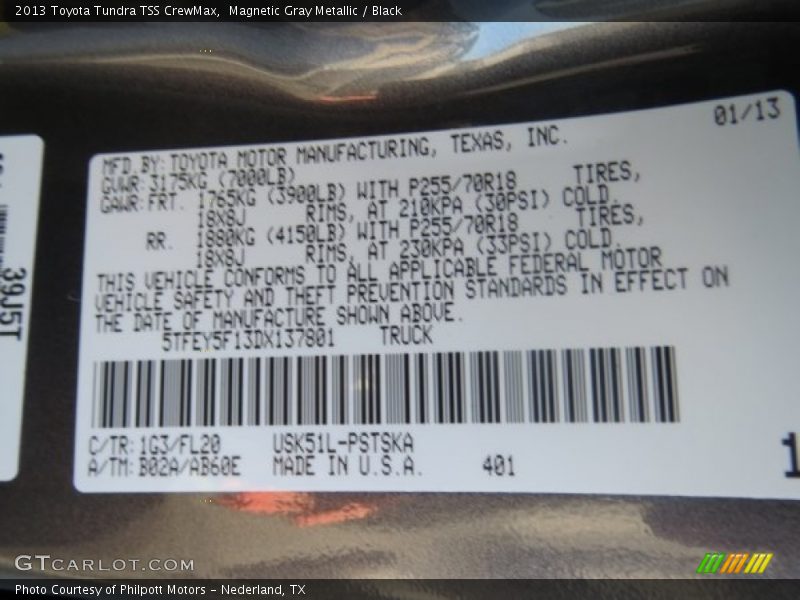 2013 Toyota Tundra TSS CrewMax, Magnetic Gray Metallic / Black
01/13
MFD. BY: TOYOTA MOTOR MANUFACTURING, TEXAS, INC.
GVWR: 3175KG (7000LB)
GAWR: FRT. 1765KG (3900LB) WITH P255/70R18 TIRES,
18X8J RIMS, AT 210KPA (30PSI) COLD.
RR. 1880KG (4150LB) WITH P255/70R18 TIRES,
18X8J RIMS, AT 230KPA (33PSI) COLD.
THIS VEHICLE CONFORMS TO ALL APPLICABLE FEDERAL MOTOR
VEHICLE SAFETY AND THEFT PREVENTION STANDARDS IN EFFECT ON
THE DATE OF MANUFACTURE SHOWN ABOVE.
5TFEY5F13DX137801 TRUCK
C/TR: 1G3/FL20 USK51L-PSTSKA
A/TM: B02A/AB60E MADE IN U.S.A. 401
39J5T
1
GTCARLOT.COM
Photo Courtesy of Philpott Motors - Nederland, TX